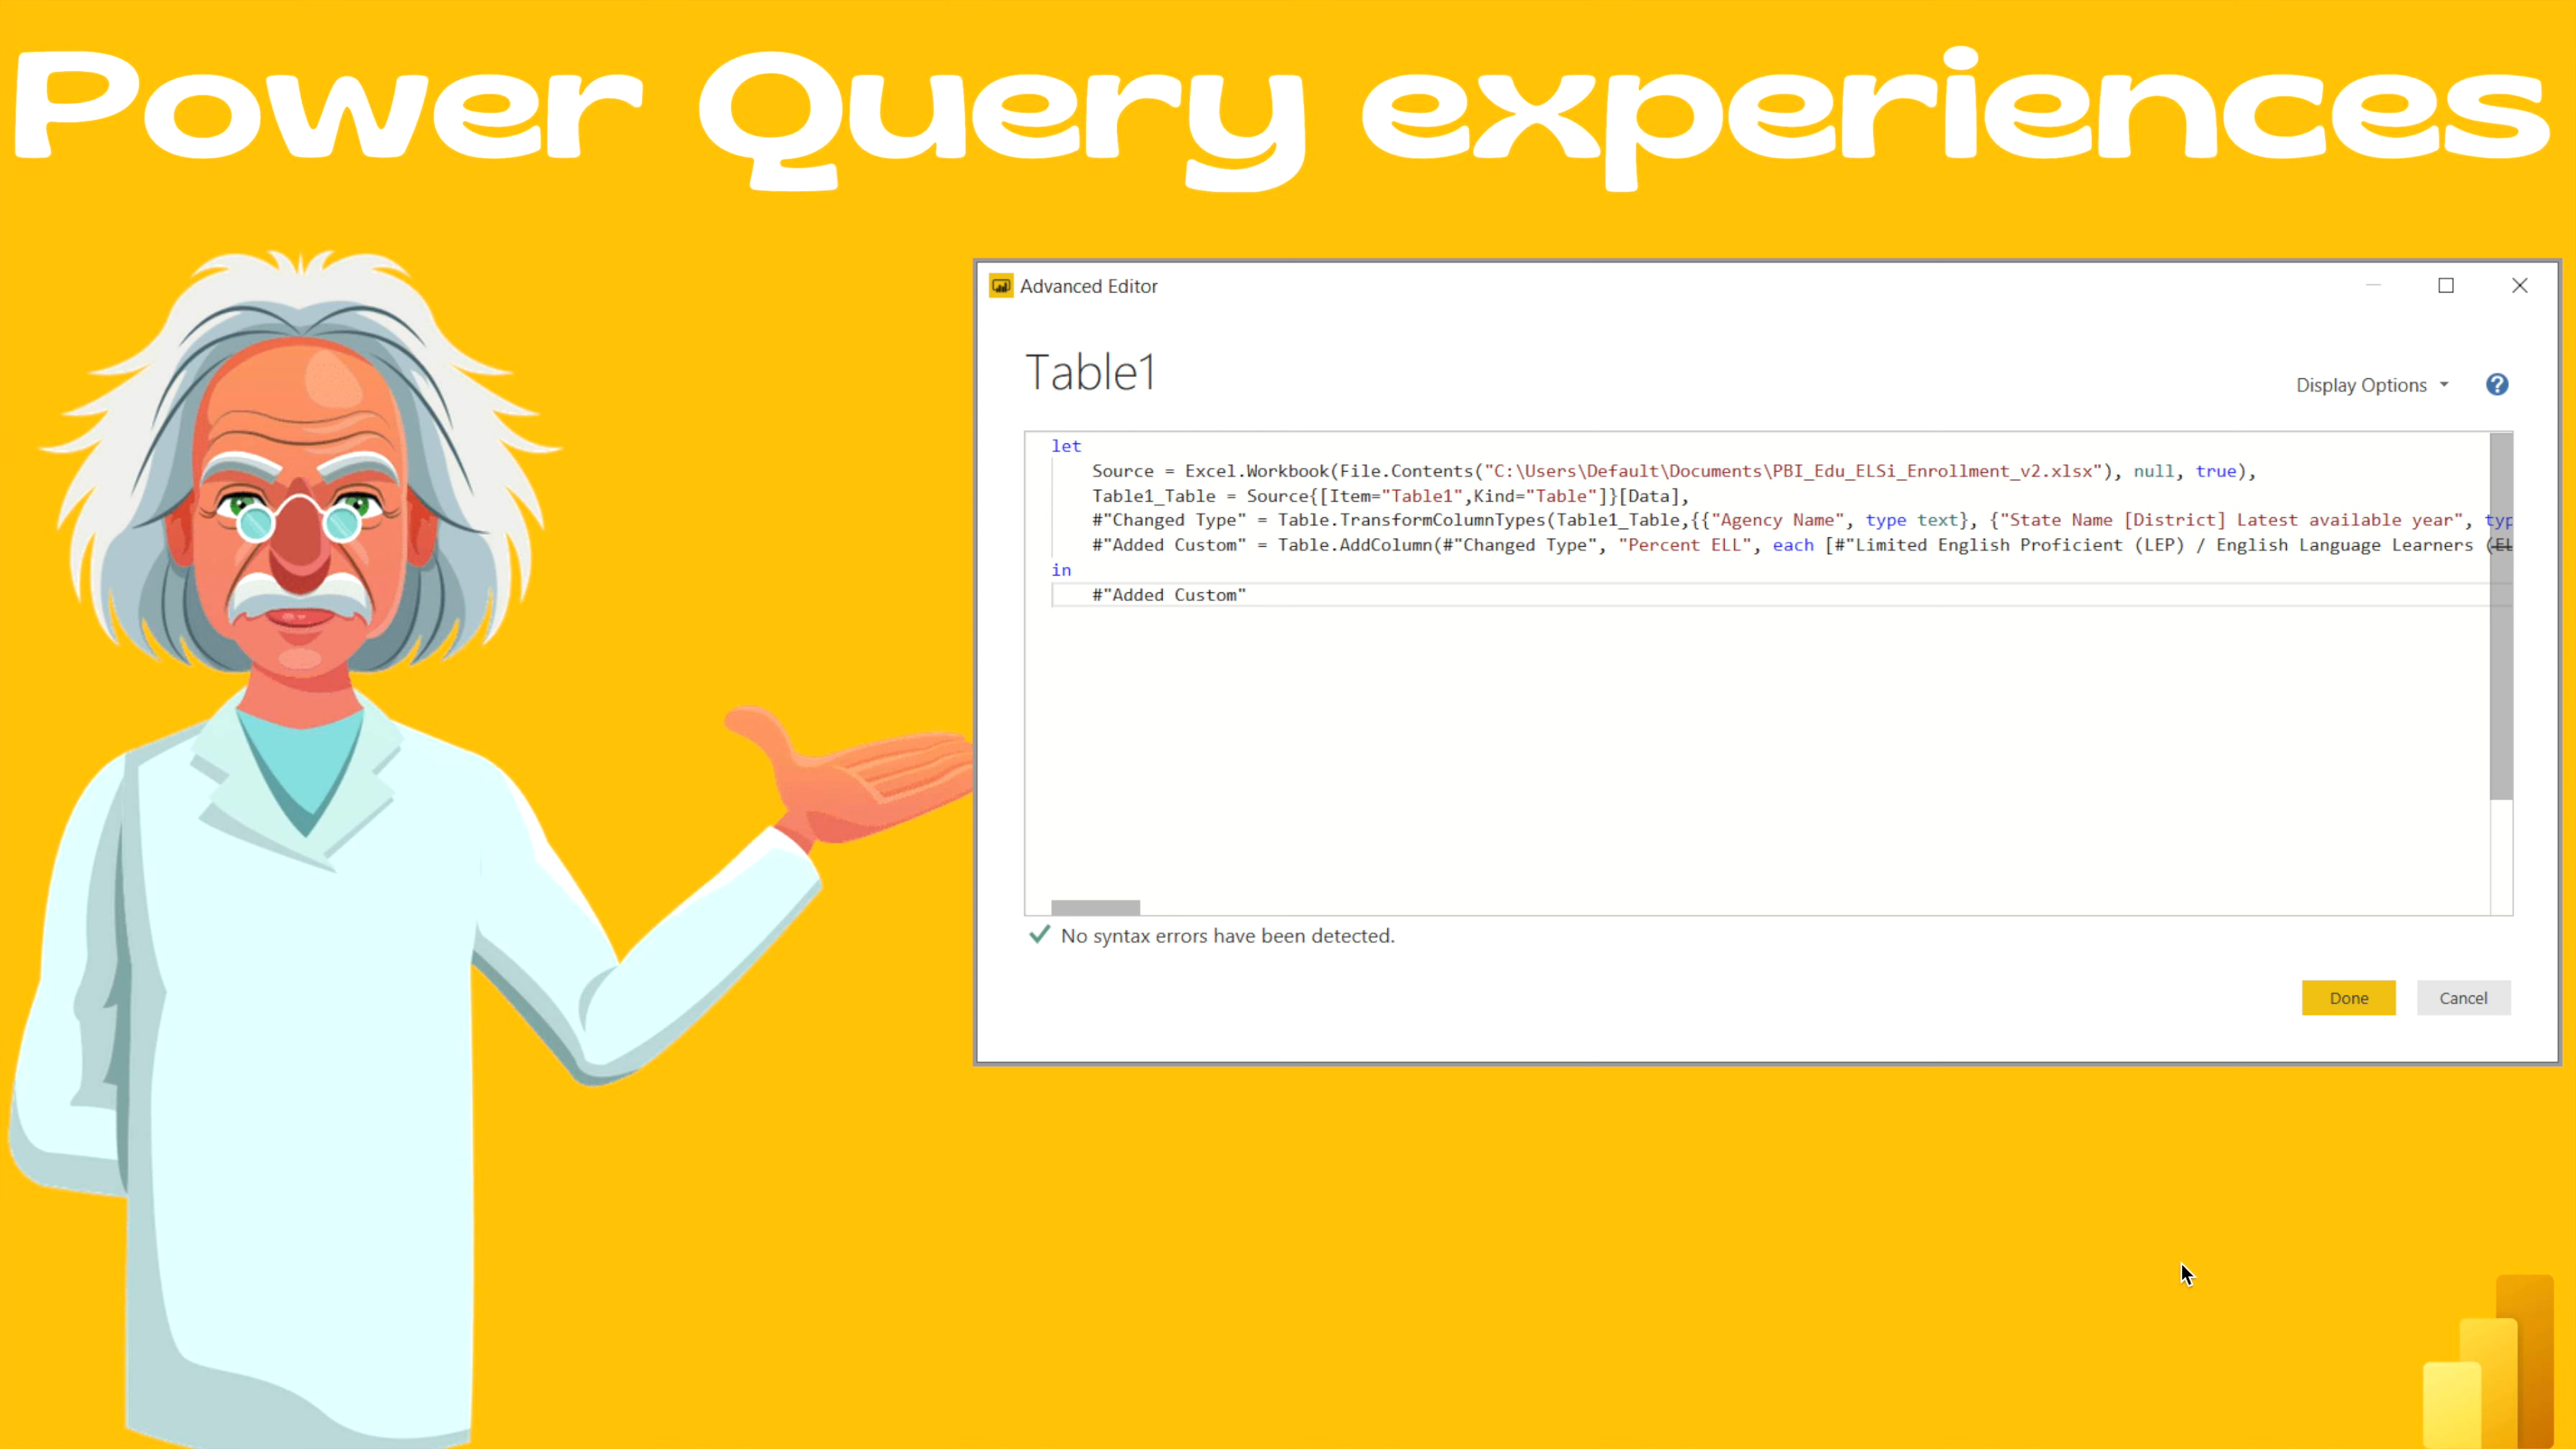 Power Query experiences
Advanced Editor
Table1
Display Options
let
Source = Excel.Workbook(File.Contents("C:\Users\Default\Documents\PBI_Edu_ELSi_Enrollment_v2.xlsx"), null, true),
Table1_Table = Source{[Item="Table1",Kind="Table"]}[Data],
#"Changed Type" = Table.TransformColumnTypes(Table1_Table,{{"Agency Name", type text}, {"State Name [District] Latest available year", typ
#"Added Custom" = Table.AddColumn(#"Changed Type", "Percent ELL", each [#"Limited English Proficient (LEP) / English Language Learners (EL
in
#"Added Custom"
No syntax errors have been detected.
Done
Cancel